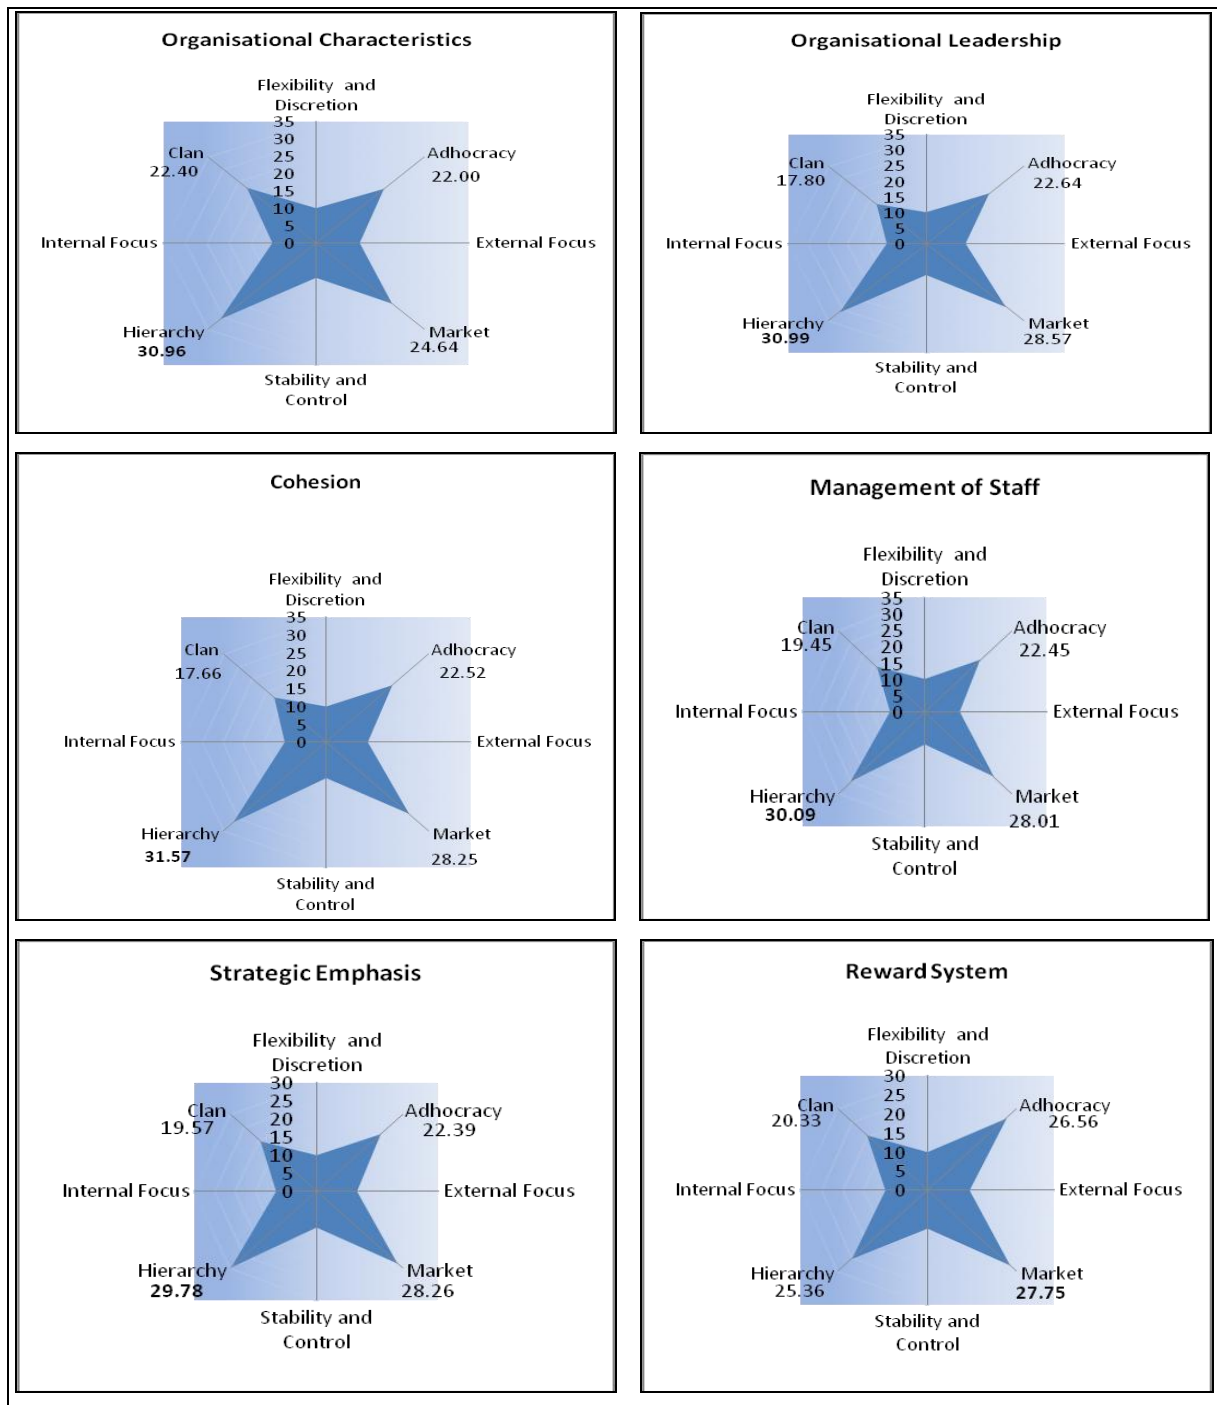 Organisational Characteristics
Flexibility and
Discretion
35
30
25
20
15
10
5
0
Clan
22.40
Adhocracy
22.00
Internal Focus
External Focus
Hierarchy
30.96
Market
24.64
Stability and
Control
Organisational Leadership
Flexibility and
Discretion
35
30
25
20
15
10
5
0
Clan
17.80
Adhocracy
22.64
Internal Focus
External Focus
Hierarchy
30.99
Market
28.57
Stability and
Control
Cohesion
Flexibility and
Discretion
35
30
25
20
15
10
5
0
Clan
17.66
Adhocracy
22.52
Internal Focus
External Focus
Hierarchy
31.57
Market
28.25
Stability and
Control
Management of Staff
Flexibility and
Discretion
35
30
25
20
15
10
5
0
Clan
19.45
Adhocracy
22.45
Internal Focus
External Focus
Hierarchy
30.09
Market
28.01
Stability and
Control
Strategic Emphasis
Flexibility and
Discretion
30
25
20
15
10
5
0
Clan
19.57
Adhocracy
22.39
Internal Focus
External Focus
Hierarchy
29.78
Market
28.26
Stability and
Control
Reward System
Flexibility and
Discretion
30
25
20
15
10
5
0
Clan
20.33
Adhocracy
26.56
Internal Focus
External Focus
Hierarchy
25.36
Market
27.75
Stability and
Control